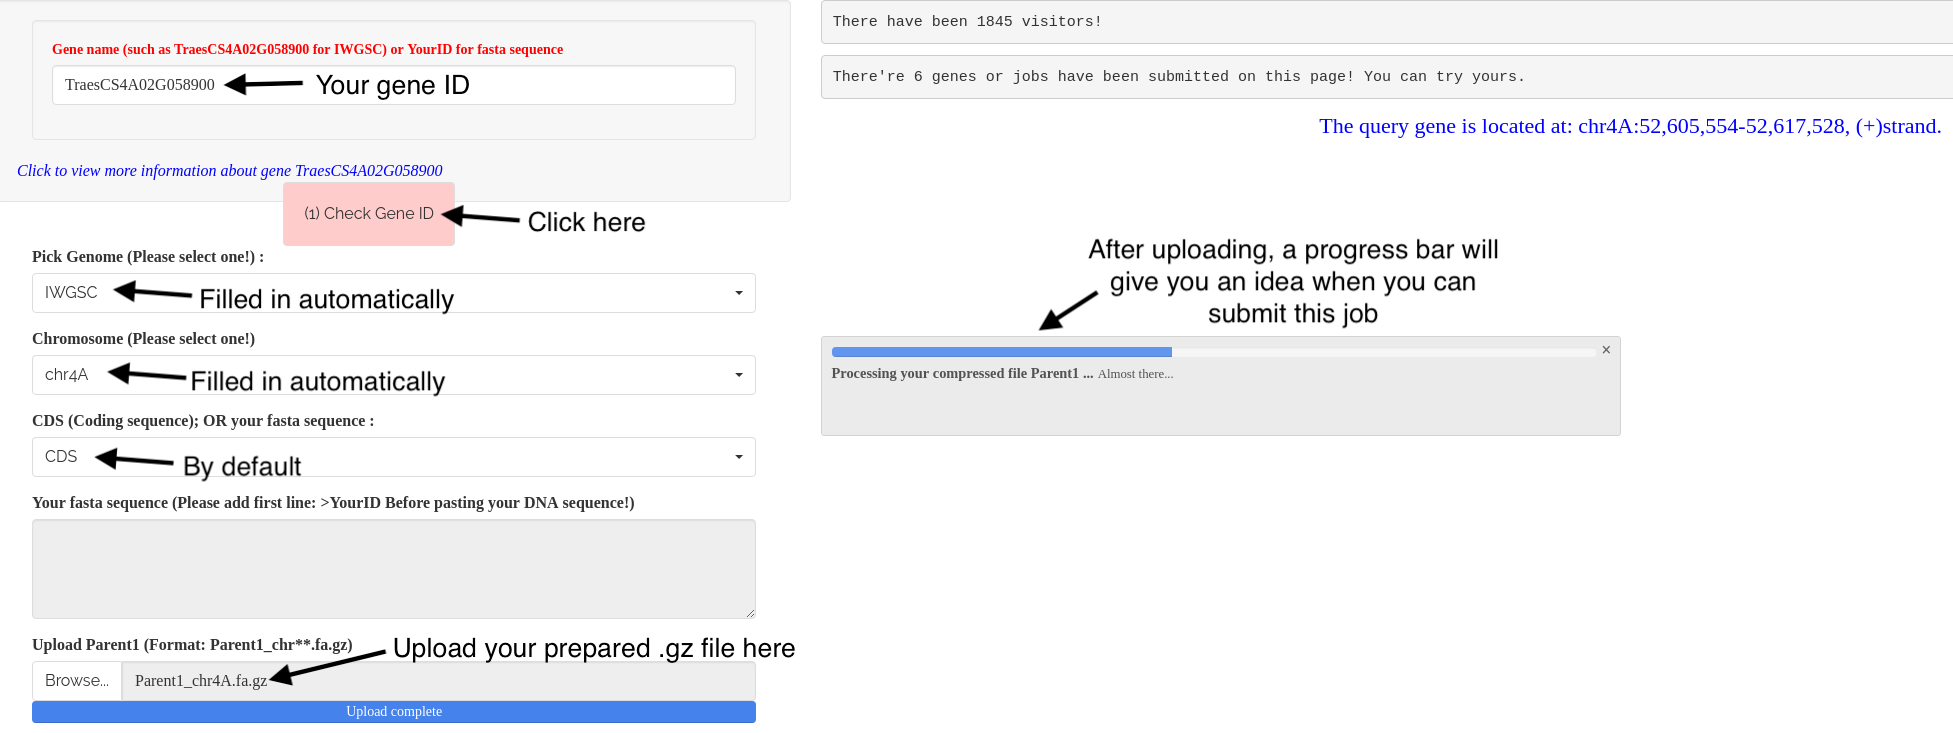 Gene name (such as TraesCS4A02G058900 for IWGSC) or YourID for fasta sequence
TraesCS4A02G058900
Your gene ID
Click to view more information about gene TraesCS4A02G058900
(1) Check Gene ID
Click here
Pick Genome (Please select one!) :
IWGSC
Filled in automatically
Chromosome (Please select one!)
chr4A
Filled in automatically
CDS (Coding sequence); OR your fasta sequence :
CDS
By default
Your fasta sequence (Please add first line: >YourID Before pasting your DNA sequence!)
Upload Parent1 (Format: Parent1_chr**.fa.gz)
Upload your prepared .gz file here
Browse...
Parent1_chr4A.fa.gz
Upload complete
There have been 1845 visitors!
There're 6 genes or jobs have been submitted on this page! You can try yours.
The query gene is located at: chr4A:52,605,554-52,617,528, (+)strand.
After uploading, a progress bar will
give you an idea when you can
submit this job
×
Processing your compressed file Parent1 ... Almost there...